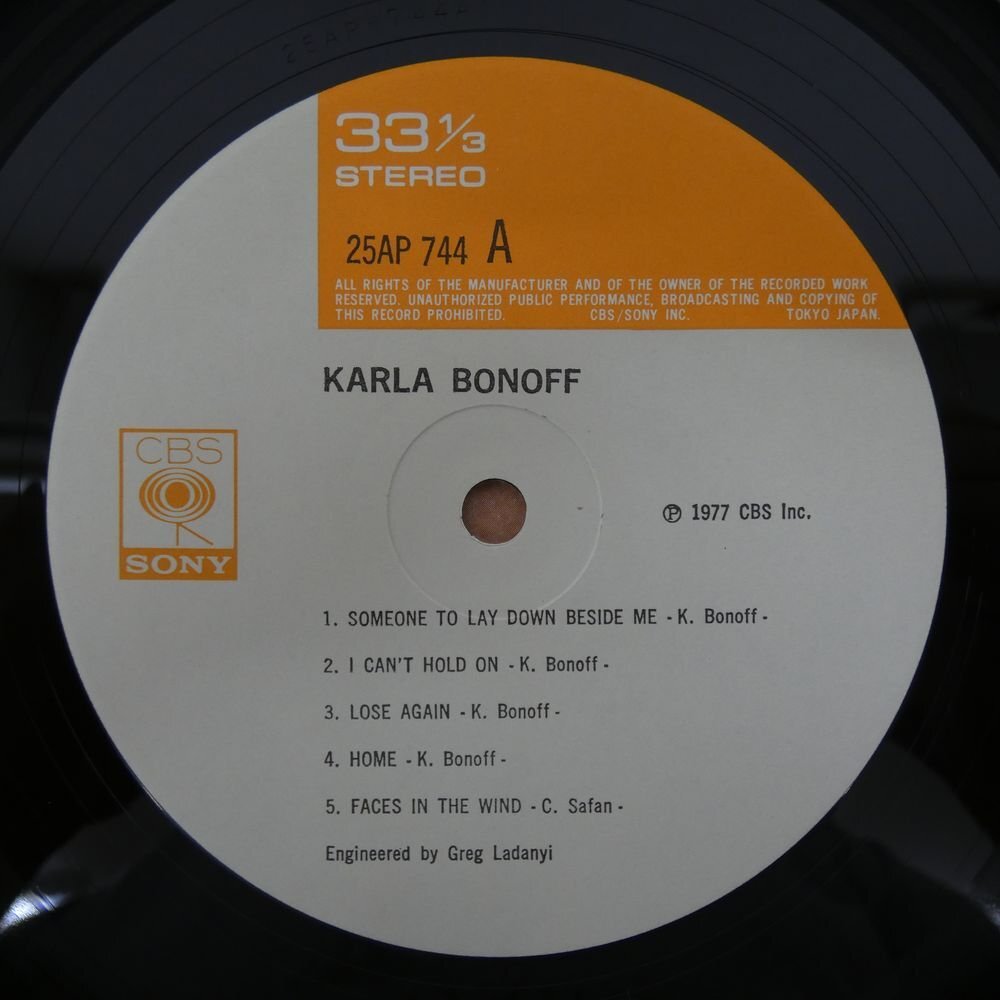 33 1/3
STEREO
25AP 744 A
ALL RIGHTS OF THE MANUFACTURER AND OF THE OWNER OF THE RECORDED WORK
RESERVED. UNAUTHORIZED PUBLIC PERFORMANCE, BROADCASTING AND COPYING OF
THIS RECORD PROHIBITED. CBS/SONY INC. TOKYO JAPAN.
KARLA BONOFF
CBS
SONY
℗ 1977 CBS Inc.
1. SOMEONE TO LAY DOWN BESIDE ME - K. Bonoff -
2. I CAN'T HOLD ON - K. Bonoff -
3. LOSE AGAIN - K. Bonoff -
4. HOME - K. Bonoff -
5. FACES IN THE WIND - C. Safan -
Engineered by Greg Ladanyi